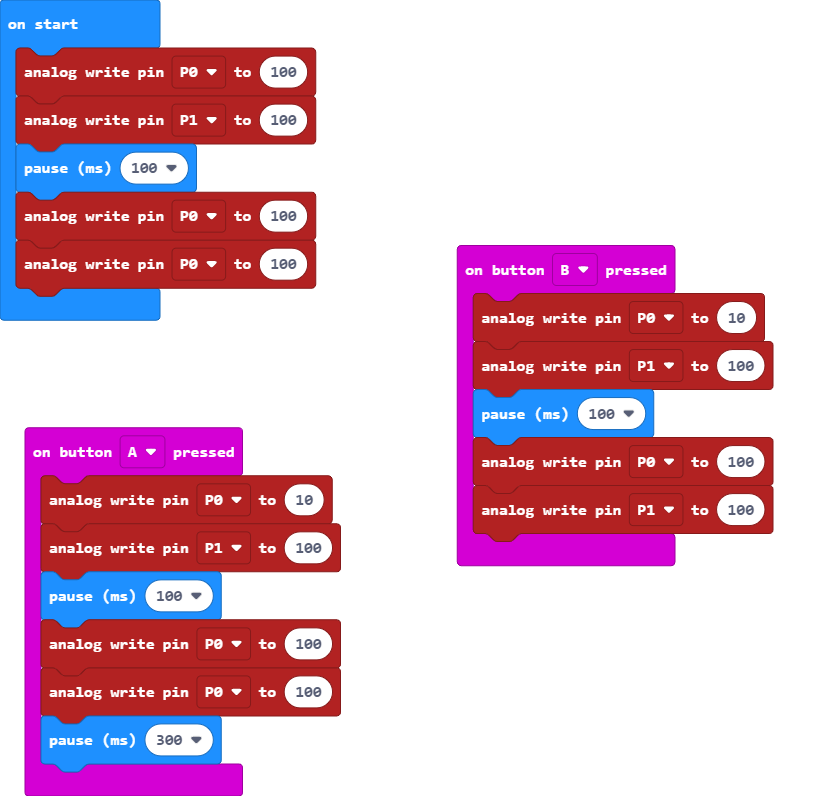 on start
analog write pin P0 to 100
analog write pin P1 to 100
pause (ms) 100
analog write pin P0 to 100
analog write pin P0 to 100
on button B pressed
analog write pin P0 to 10
analog write pin P1 to 100
pause (ms) 100
analog write pin P0 to 100
analog write pin P1 to 100
on button A pressed
analog write pin P0 to 10
analog write pin P1 to 100
pause (ms) 100
analog write pin P0 to 100
analog write pin P0 to 100
pause (ms) 300